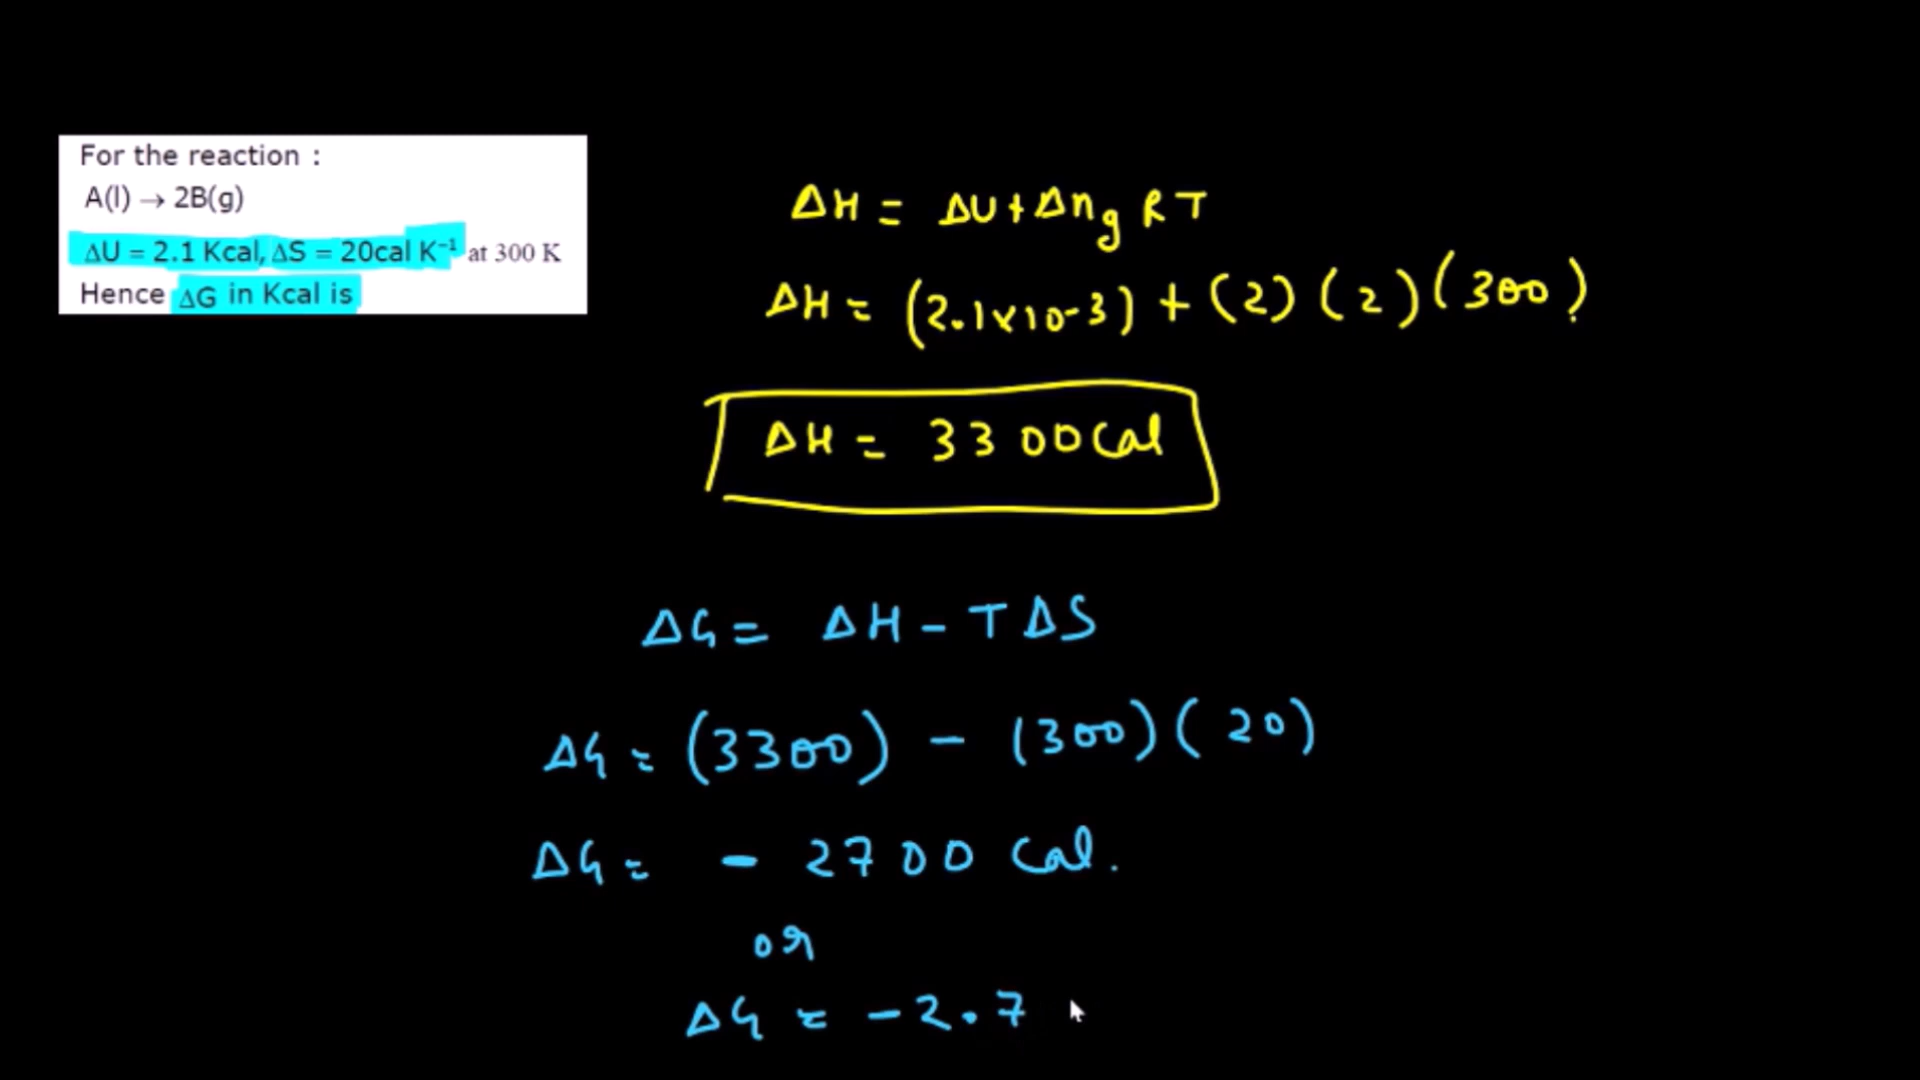 For the reaction :
A(l) → 2B(g)
ΔU = 2.1 Kcal, ΔS = 20cal K⁻¹ at 300 K
Hence ΔG in Kcal is
ΔH = ΔU + Δng RT
ΔH = (2.1x10-3) + (2) (2) (300)
ΔH = 3300 Cal
ΔG = ΔH - TΔS
ΔG = (3300) - (300) (20)
ΔG = - 2700 Cal.
or
ΔG = -2.7